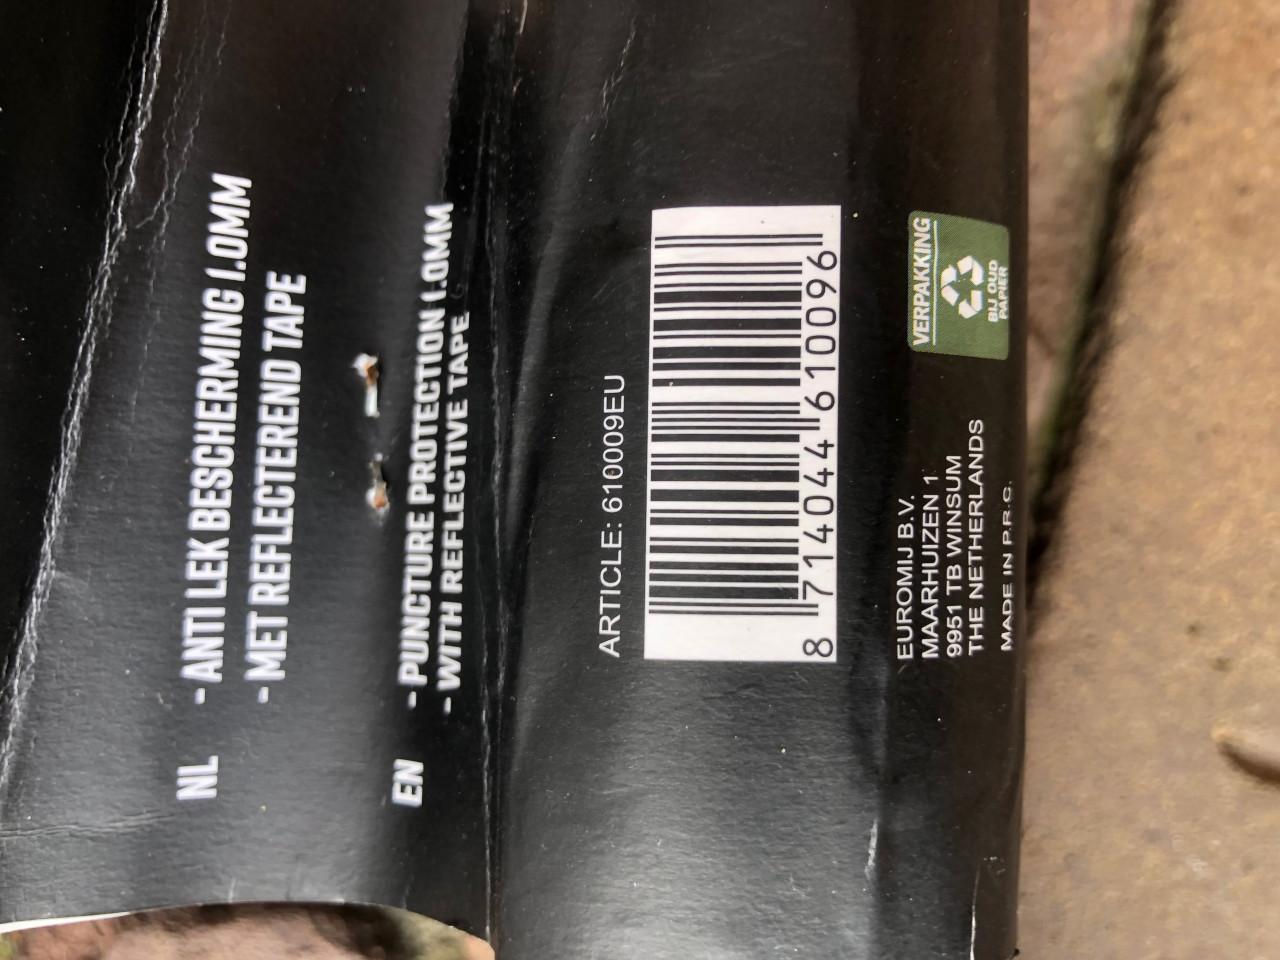 NL - ANTI LEK BESCHERMING 1.0MM
- MET REFLECTEREND TAPE
EN - PUNCTURE PROTECTION 1.0MM
- WITH REFLECTIVE TAPE
ARTICLE: 610009EU
8 714044 610096
VERPAKKING
BIJ OUD
PAPIER
EUROMIJ B.V.
MAARHUIZEN 1
9951 TB WINSUM
THE NETHERLANDS
MADE IN P.R.C.